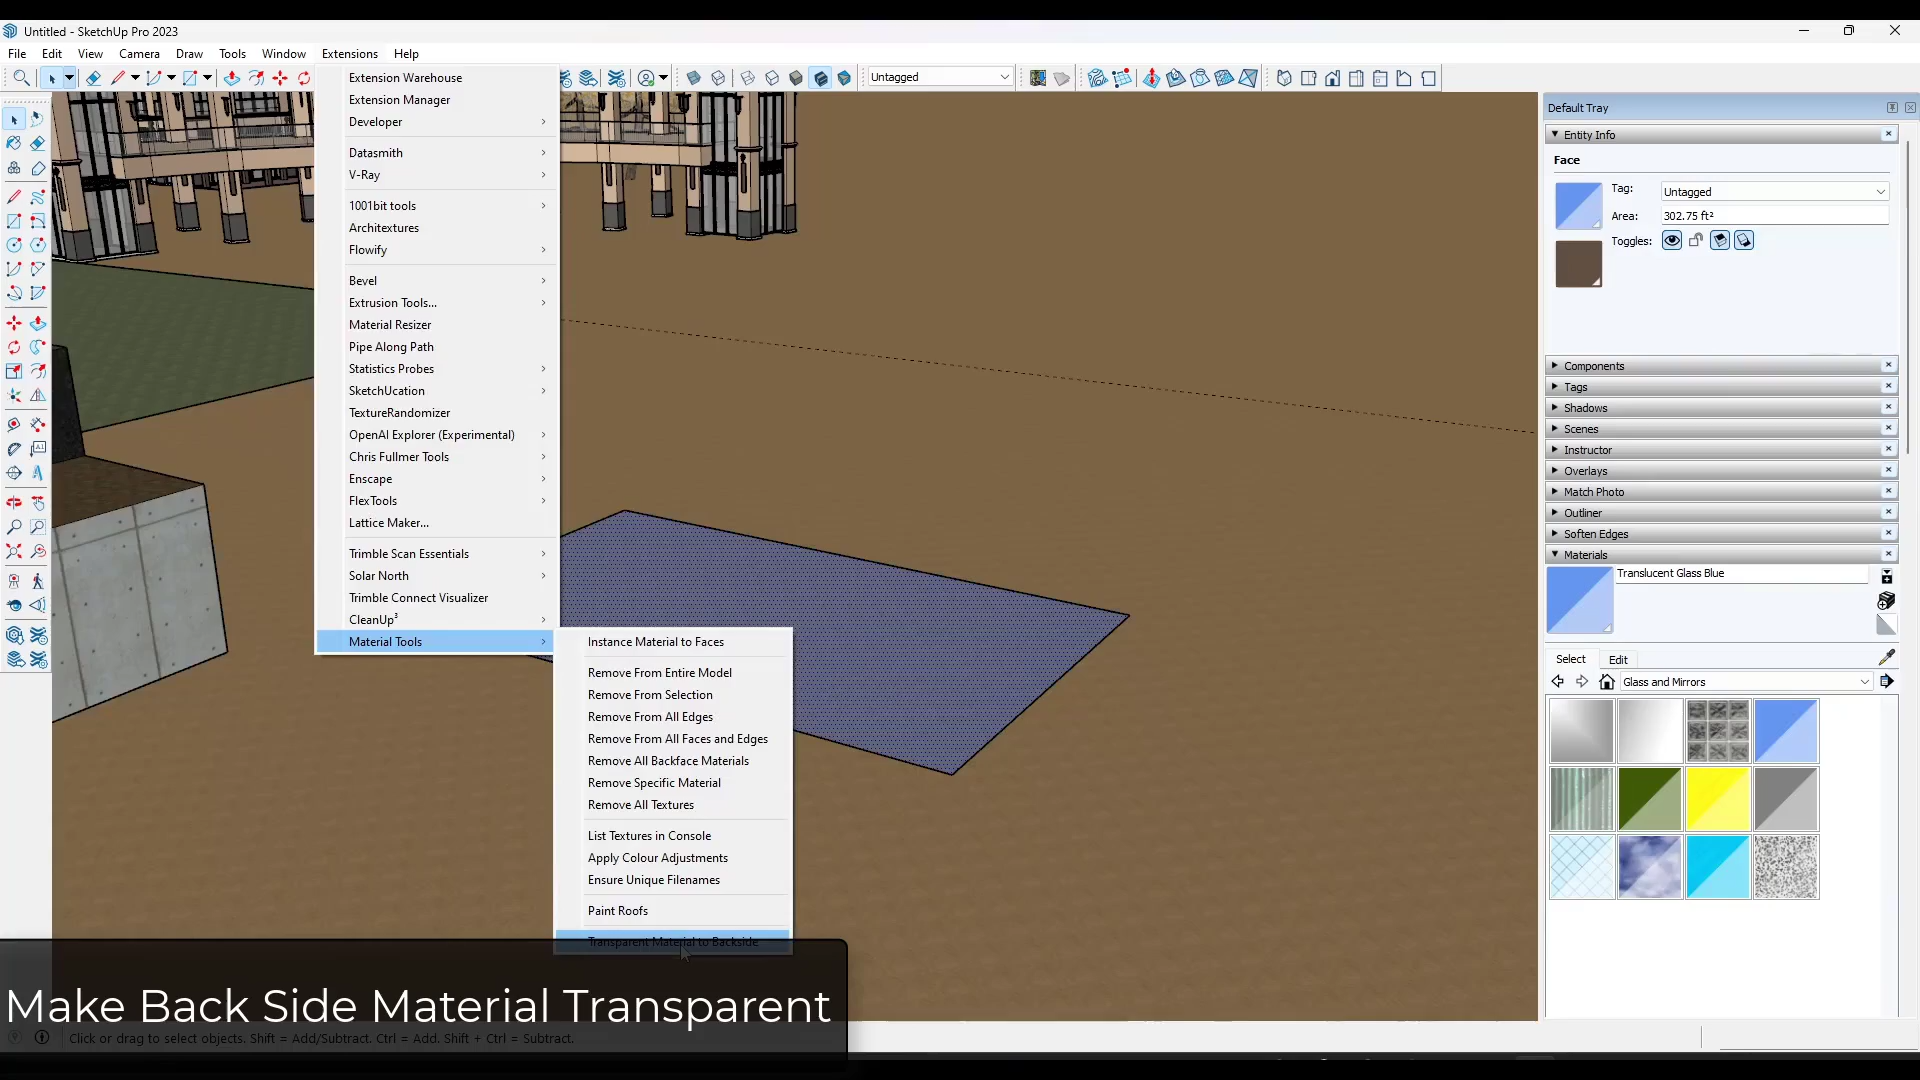 Untitled - SketchUp Pro 2023
File Edit View Camera Draw Tools Window Extensions Help
Untagged
Extension Warehouse
Extension Manager
Developer
Datasmith
V-Ray
1001bit tools
Architextures
Flowify
Bevel
Extrusion Tools...
Material Resizer
Pipe Along Path
Statistics Probes
SketchUcation
TextureRandomizer
OpenAI Explorer (Experimental)
Chris Fullmer Tools
Enscape
FlexTools
Lattice Maker...
Trimble Scan Essentials
Solar North
Trimble Connect Visualizer
CleanUp³
Material Tools
Instance Material to Faces
Remove From Entire Model
Remove From Selection
Remove From All Edges
Remove From All Faces and Edges
Remove All Backface Materials
Remove Specific Material
Remove All Textures
List Textures in Console
Apply Colour Adjustments
Ensure Unique Filenames
Paint Roofs
Transparent Material to Backside
Default Tray
Entity Info
Face
Tag: Untagged
Area: 302.75 ft²
Toggles:
Components
Tags
Shadows
Scenes
Instructor
Overlays
Match Photo
Outliner
Soften Edges
Materials
Translucent Glass Blue
Select Edit
Glass and Mirrors
Make Back Side Material Transparent
Click or drag to select objects. Shift = Add/Subtract. Ctrl = Add. Shift + Ctrl = Subtract.